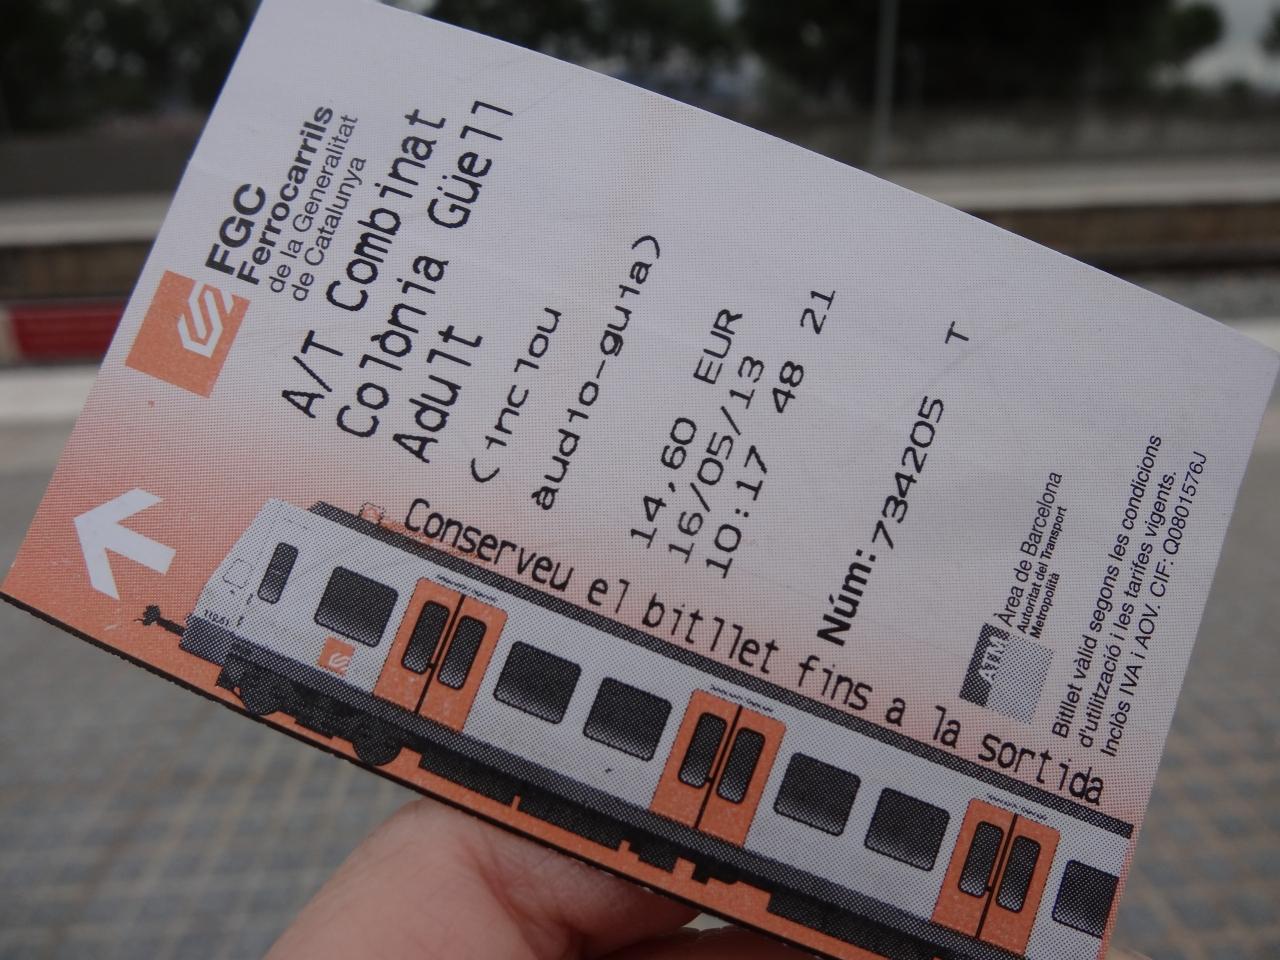 FGC
Ferrocarrils
de la Generalitat
de Catalunya
A/T Combinat
Colònia Güell
Adult
(inclou
àudio-guia)
14,60 EUR
16/05/13
10:17 48 21
Núm:734205 T
Conserveu el bitllet fins a la sortida
ATM
Àrea de Barcelona
Autoritat del Transport
Metropolità
Bitllet vàlid segons les condicions
d'utilització i les tarifes vigents.
Inclòs IVA i AOV. CIF: Q0801576J